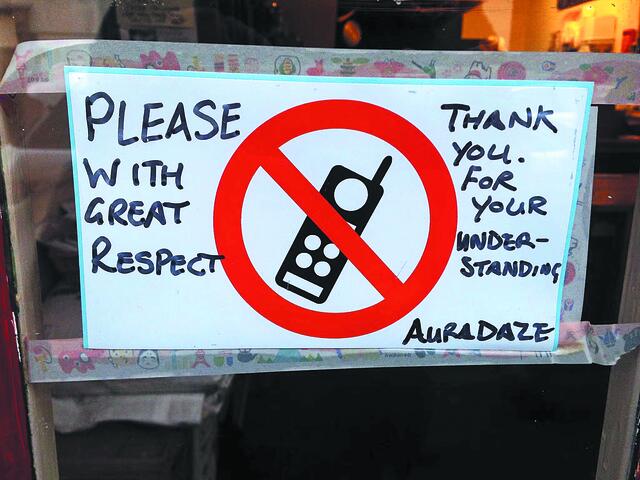 PLEASE
WITH
GREAT
RESPECT
THANK
YOU.
FOR
YOUR
UNDER-
STANDING
AURADAZE